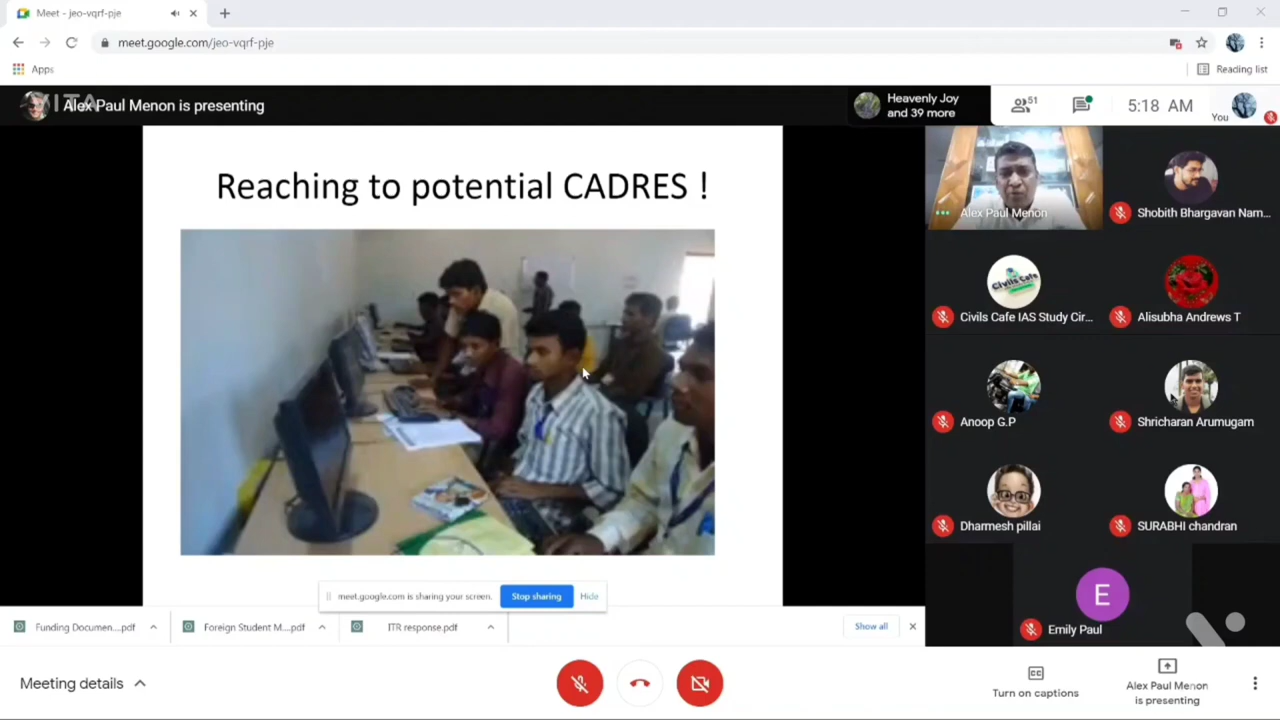 Meet - jeo-vqrf-pje
meet.google.com/jeo-vqrf-pje
Apps
Reading list
Alex Paul Menon is presenting
Heavenly Joy
and 39 more
51
5:18 AM
You
Reaching to potential CADRES !
Alex Paul Menon
Shobith Bhargavan Nam...
Civils Cafe
Civils Cafe IAS Study Cir...
Alisubha Andrews T
Anoop G.P
Shricharan Arumugam
Dharmesh pillai
SURABHI chandran
E
Emily Paul
meet.google.com is sharing your screen.
Stop sharing
Hide
Funding Documen....pdf
Foreign Student M....pdf
ITR response.pdf
Show all
Meeting details
CC
Turn on captions
Alex Paul Menon
is presenting